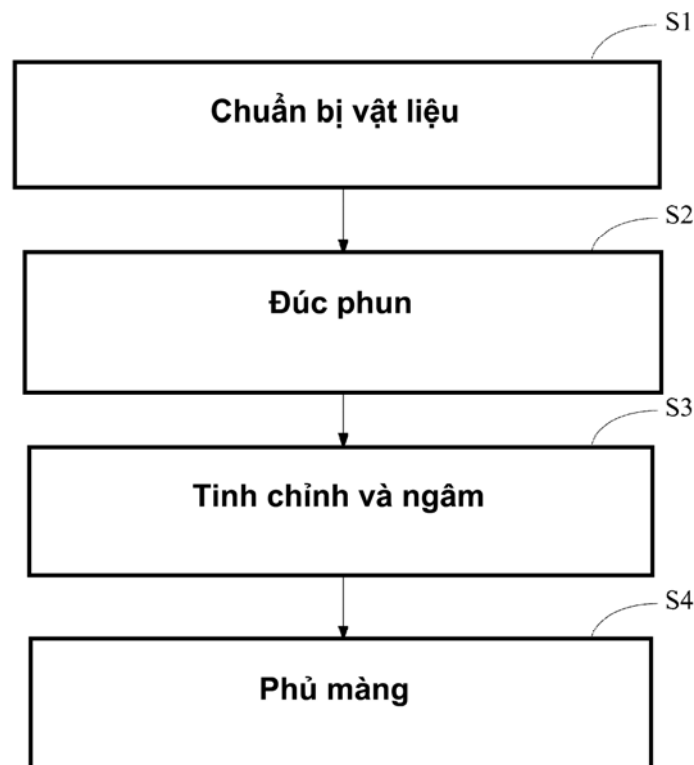 S1
Chuẩn bị vật liệu
S2
Đúc phun
S3
Tinh chỉnh và ngâm
S4
Phủ màng